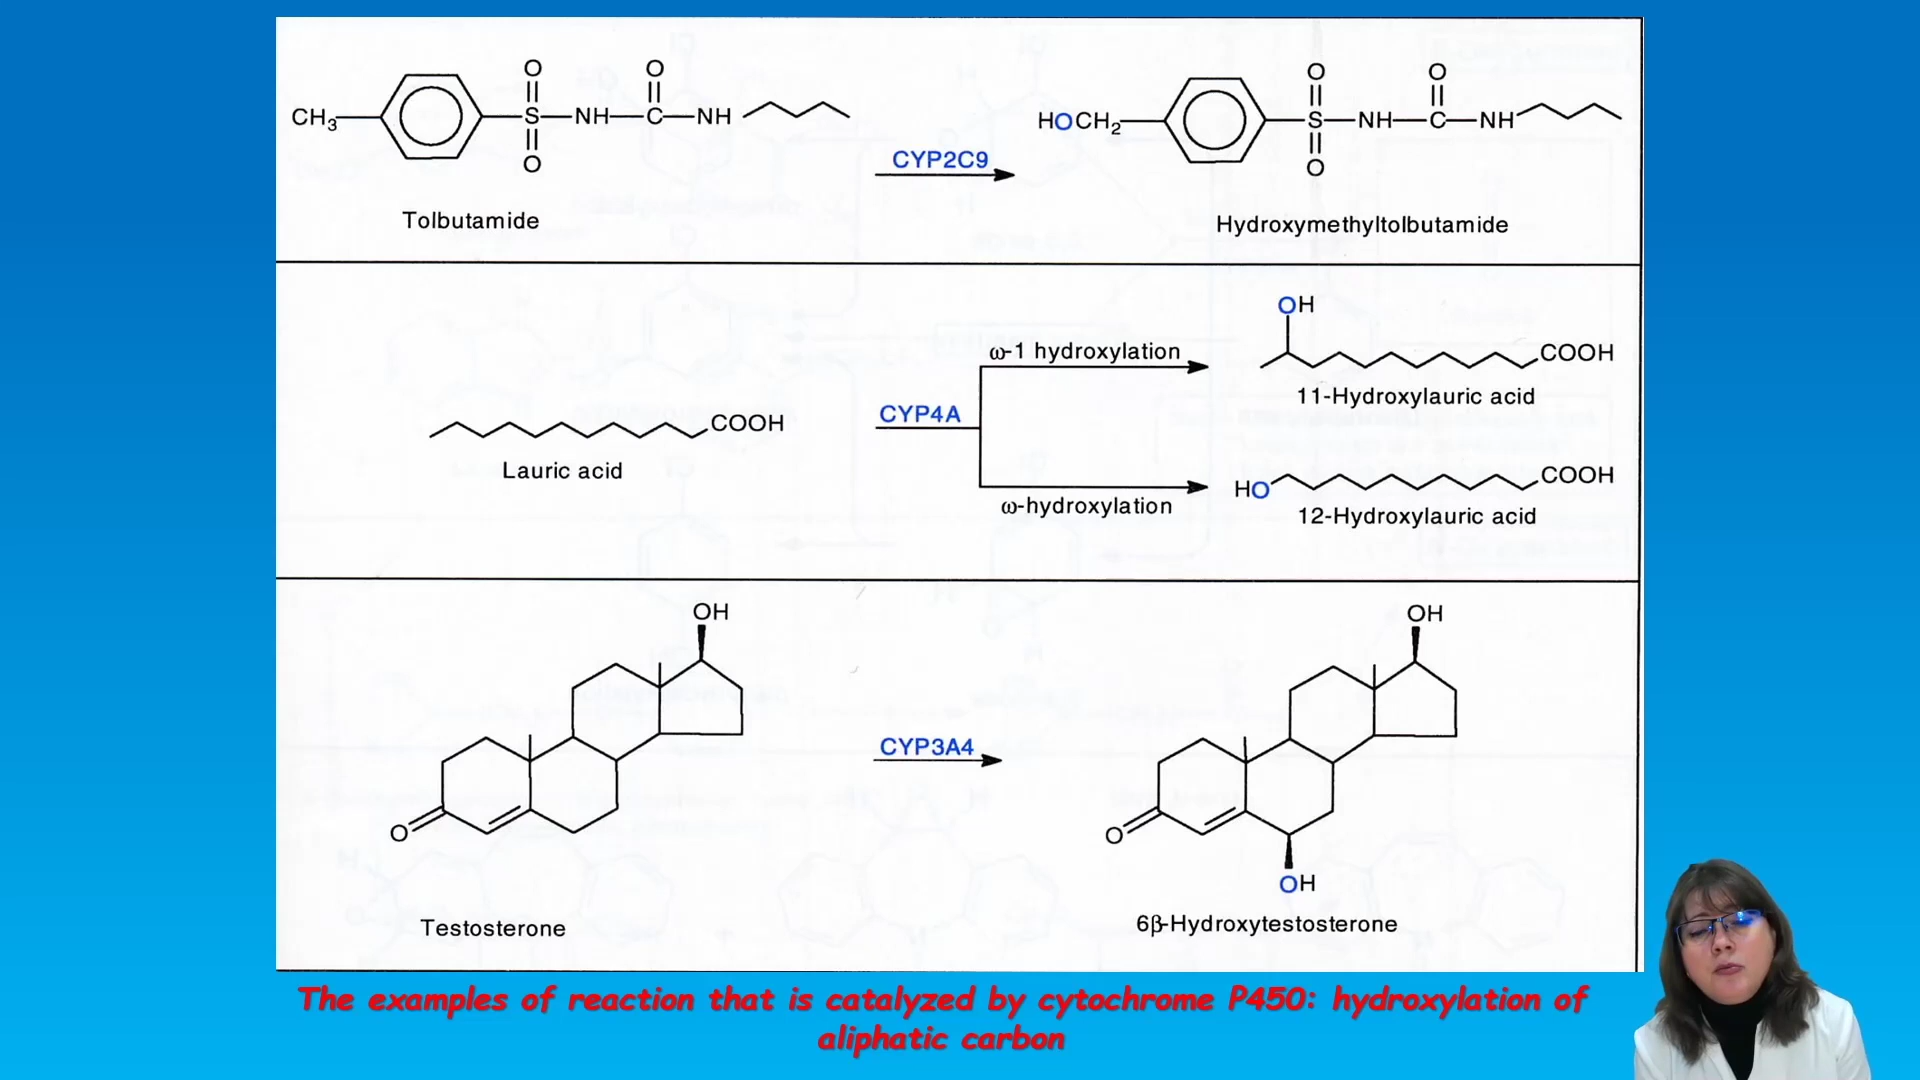 CH3 S O O NH C O NH
CYP2C9
HOCH2 S O O NH C O NH
Tolbutamide
Hydroxymethyltolbutamide
OH
ω-1 hydroxylation
COOH
11-Hydroxylauric acid
CYP4A
COOH
Lauric acid
COOH
HO
ω-hydroxylation
12-Hydroxylauric acid
OH
OH
CYP3A4
O
O
OH
Testosterone
6β-Hydroxytestosterone
The examples of reaction that is catalyzed by cytochrome P450: hydroxylation of
aliphatic carbon